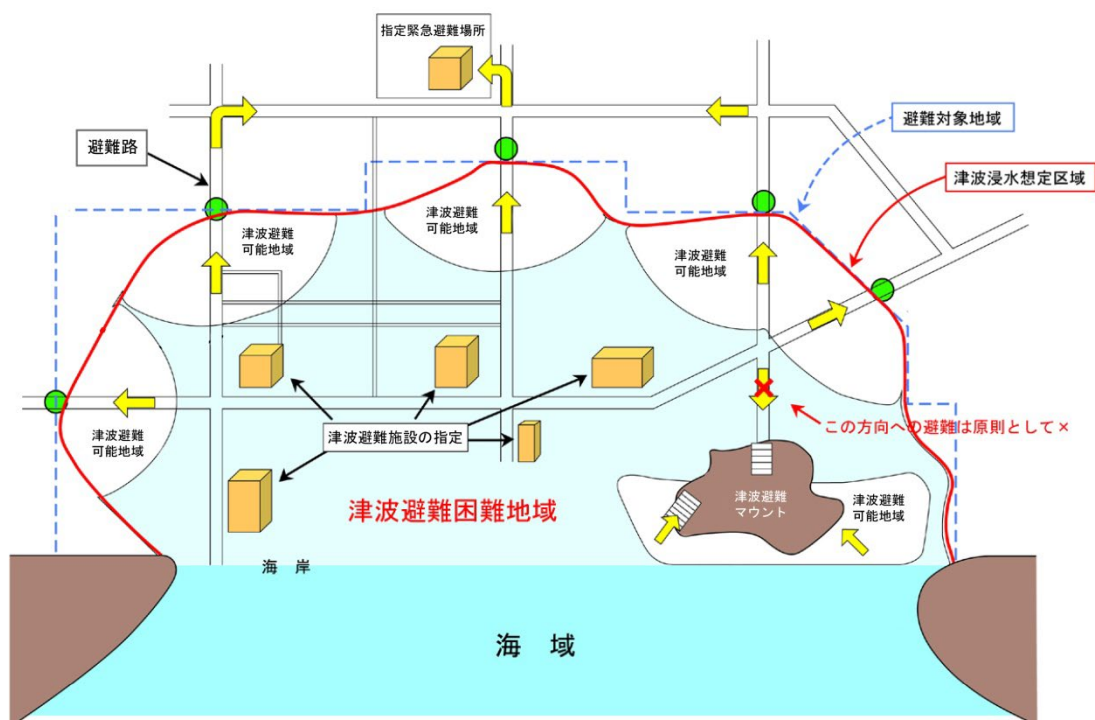 指定緊急避難場所
避難路
避難対象地域
津波浸水想定区域
津波避難
可能地域
津波避難
可能地域
津波避難
可能地域
津波避難
可能地域
津波避難施設の指定
この方向への避難は原則として×
津波避難困難地域
津波避難
マウント
津波避難
可能地域
海 岸
海 域